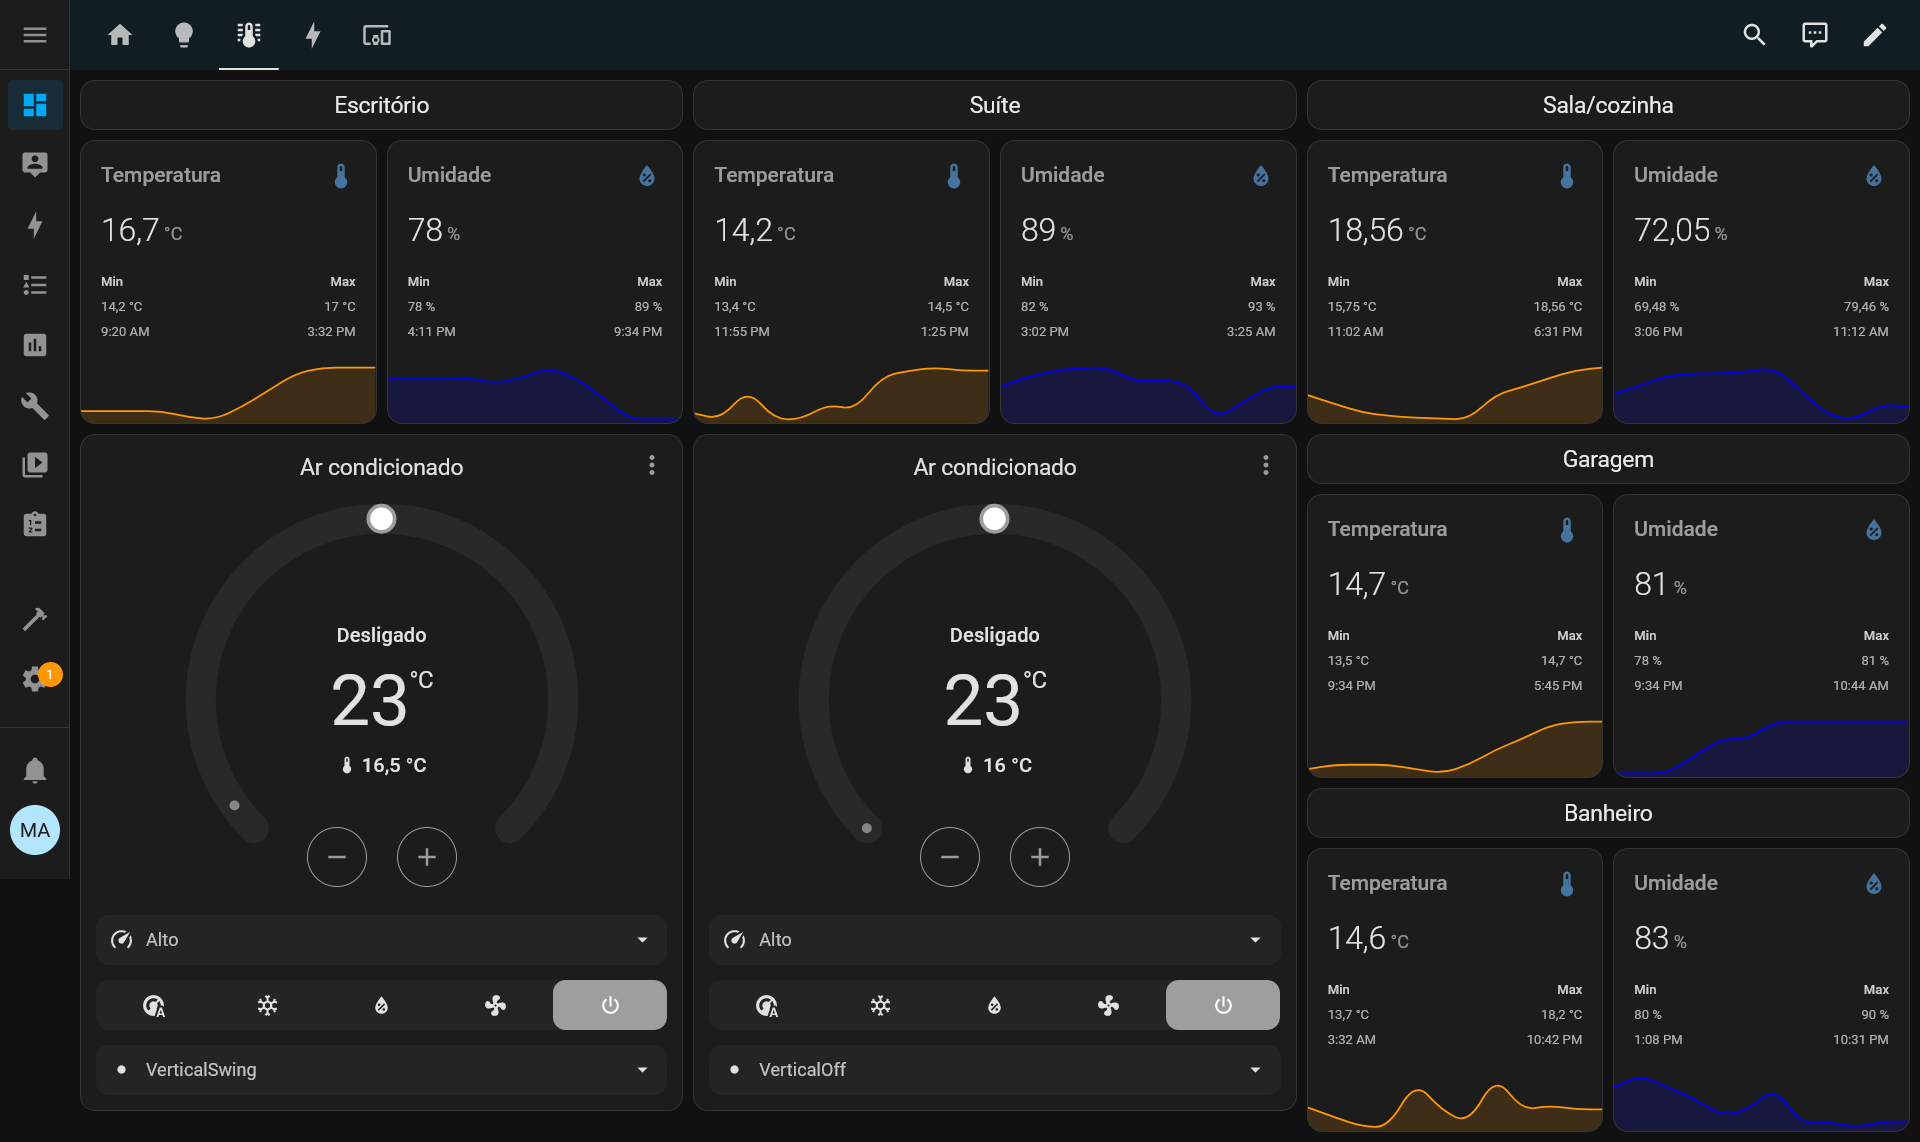 Escritório
Suíte
Sala/cozinha
Temperatura
16,7 °C
Min Max
14,2 °C 17 °C
9:20 AM 3:32 PM
Umidade
78 %
Min Max
78 % 89 %
4:11 PM 9:34 PM
Temperatura
14,2 °C
Min Max
13,4 °C 14,5 °C
11:55 PM 1:25 PM
Umidade
89 %
Min Max
82 % 93 %
3:02 PM 3:25 AM
Temperatura
18,56 °C
Min Max
15,75 °C 18,56 °C
11:02 AM 6:31 PM
Umidade
72,05 %
Min Max
69,48 % 79,46 %
3:06 PM 11:12 AM
Ar condicionado
Desligado
23 °C
16,5 °C
Alto
A
VerticalSwing
Ar condicionado
Desligado
23 °C
16 °C
Alto
A
VerticalOff
Garagem
Temperatura
14,7 °C
Min Max
13,5 °C 14,7 °C
9:34 PM 5:45 PM
Umidade
81 %
Min Max
78 % 81 %
9:34 PM 10:44 AM
Banheiro
Temperatura
14,6 °C
Min Max
13,7 °C 18,2 °C
3:32 AM 10:42 PM
Umidade
83 %
Min Max
80 % 90 %
1:08 PM 10:31 PM
1
MA